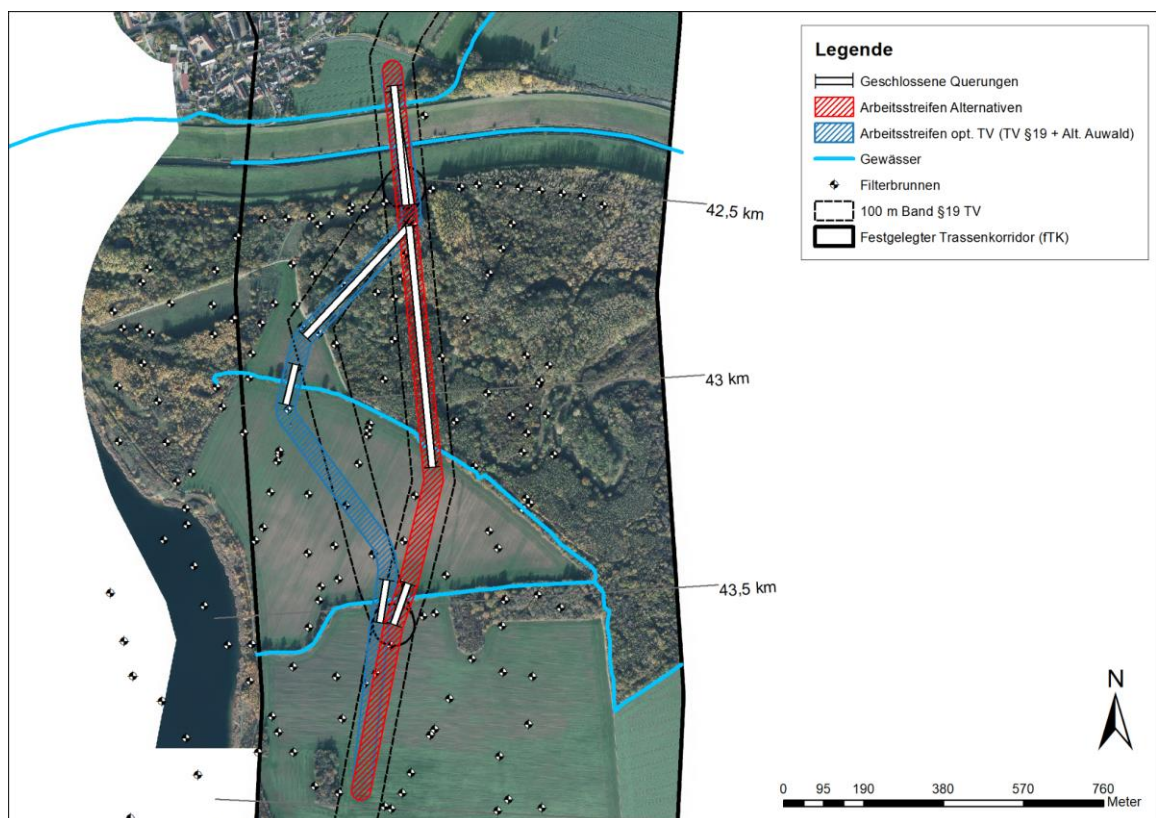 Legende
Geschlossene Querungen
Arbeitsstreifen Alternativen
Arbeitsstreifen opt. TV (TV §19 + Alt. Auwald)
Gewässer
Filterbrunnen
100 m Band §19 TV
Festgelegter Trassenkorridor (fTK)
42,5 km
43 km
43,5 km
N
0 95 190 380 570 760
Meter